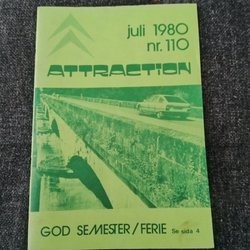 juli 1980
nr. 110
ATTRACTION
GOD SEMESTER/FERIE Se sida 4